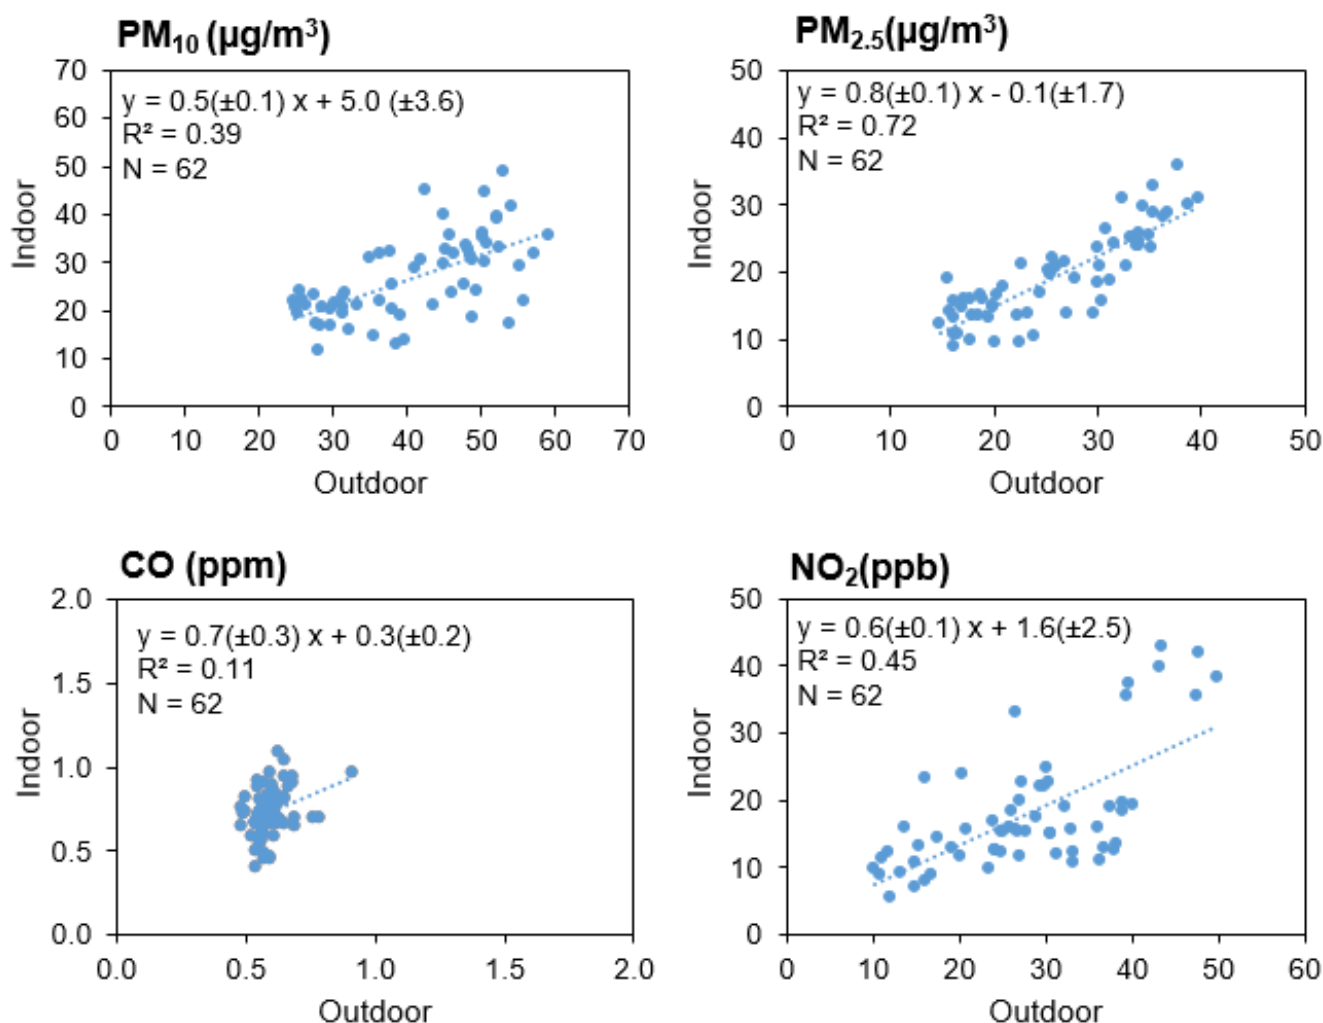 PM₁₀ (µg/m³)
70
60
50
40
30
20
10
0
Indoor
y = 0.5(±0.1) x + 5.0 (±3.6)
R² = 0.39
N = 62
0 10 20 30 40 50 60 70
Outdoor
PM₂.₅(µg/m³)
50
40
30
20
10
0
Indoor
y = 0.8(±0.1) x - 0.1(±1.7)
R² = 0.72
N = 62
0 10 20 30 40 50
Outdoor
CO (ppm)
2.0
1.5
1.0
0.5
0.0
Indoor
y = 0.7(±0.3) x + 0.3(±0.2)
R² = 0.11
N = 62
0.0 0.5 1.0 1.5 2.0
Outdoor
NO₂(ppb)
50
40
30
20
10
0
Indoor
y = 0.6(±0.1) x + 1.6(±2.5)
R² = 0.45
N = 62
0 10 20 30 40 50 60
Outdoor